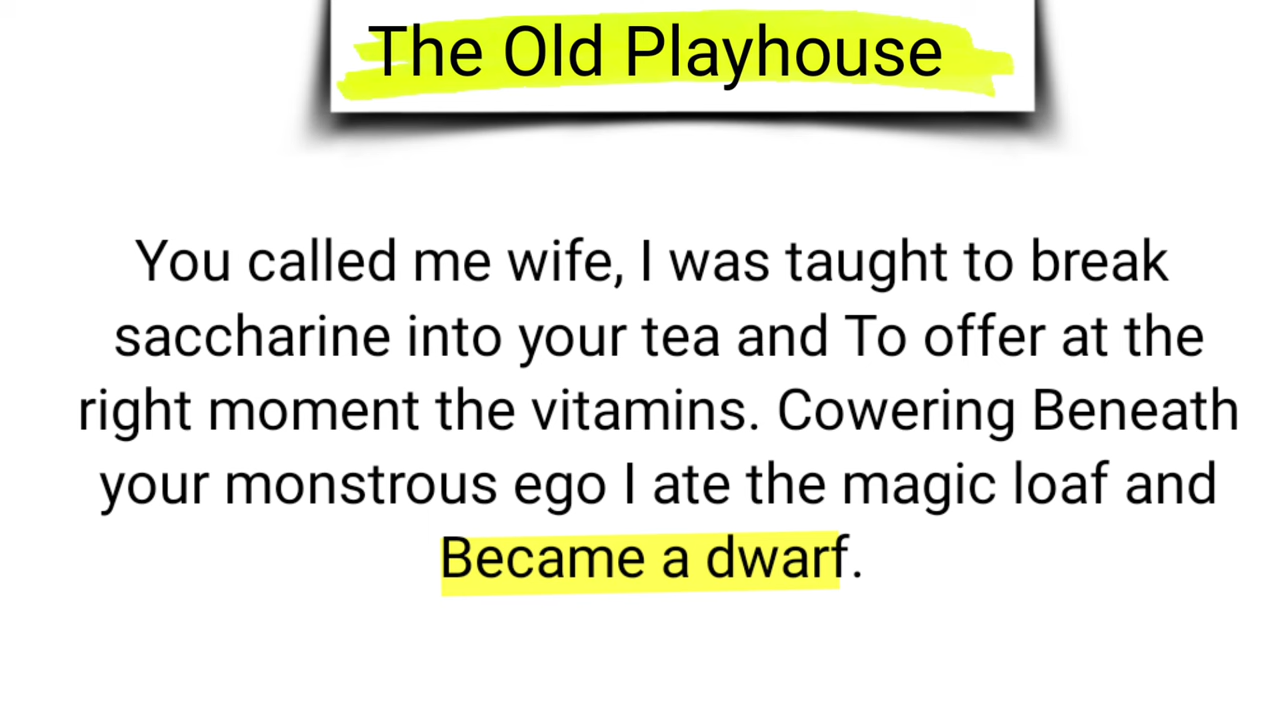 The Old Playhouse
You called me wife, I was taught to break
saccharine into your tea and To offer at the
right moment the vitamins. Cowering Beneath
your monstrous ego I ate the magic loaf and
Became a dwarf.